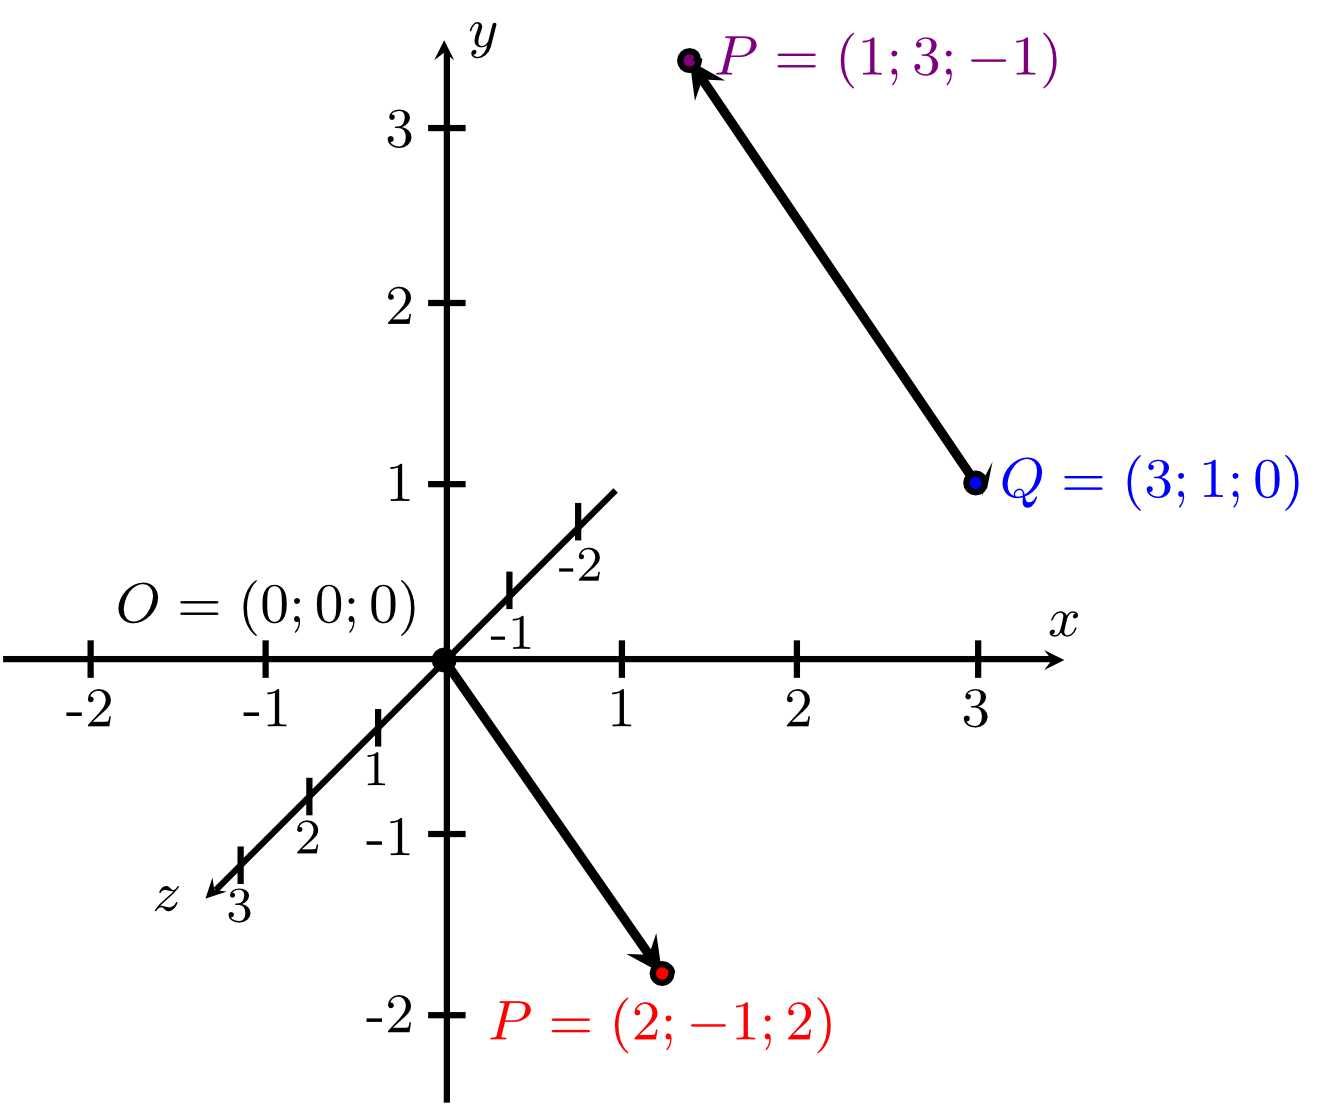 y
P = (1; 3; −1)
3
2
1
Q = (3; 1; 0)
-2
O = (0; 0; 0)
-1
x
-2 -1 1 2 3
1
2
-1
z
3
-2
P = (2; −1; 2)